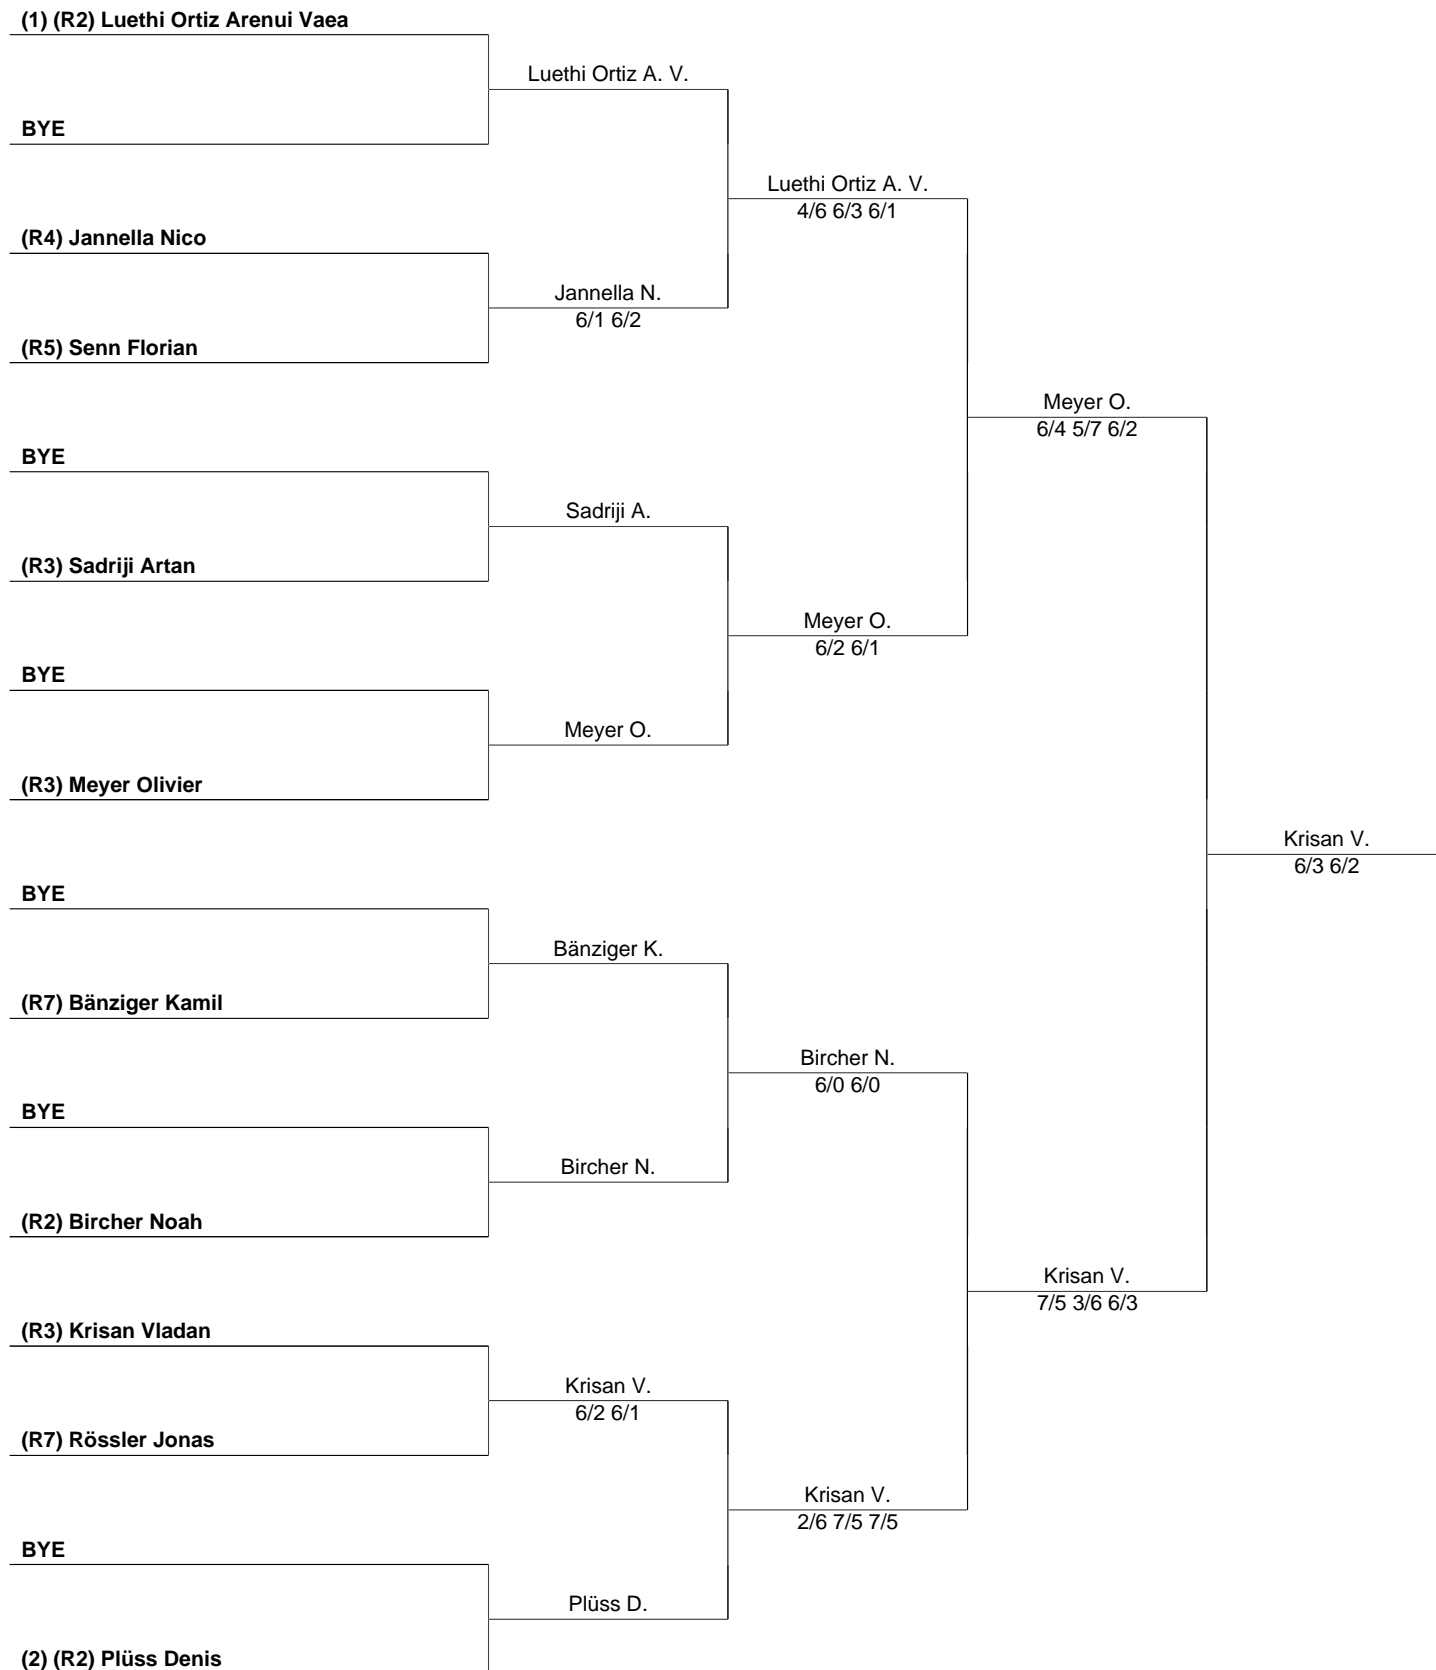 (1) (R2) Luethi Ortiz Arenui Vaea
Luethi Ortiz A. V.
BYE
Luethi Ortiz A. V.
4/6 6/3 6/1
(R4) Jannella Nico
Jannella N.
6/1 6/2
(R5) Senn Florian
Meyer O.
6/4 5/7 6/2
BYE
Sadriji A.
(R3) Sadriji Artan
Meyer O.
6/2 6/1
BYE
Meyer O.
(R3) Meyer Olivier
Krisan V.
6/3 6/2
BYE
Bänziger K.
(R7) Bänziger Kamil
Bircher N.
6/0 6/0
BYE
Bircher N.
(R2) Bircher Noah
Krisan V.
7/5 3/6 6/3
(R3) Krisan Vladan
Krisan V.
6/2 6/1
(R7) Rössler Jonas
Krisan V.
2/6 7/5 7/5
BYE
Plüss D.
(2) (R2) Plüss Denis